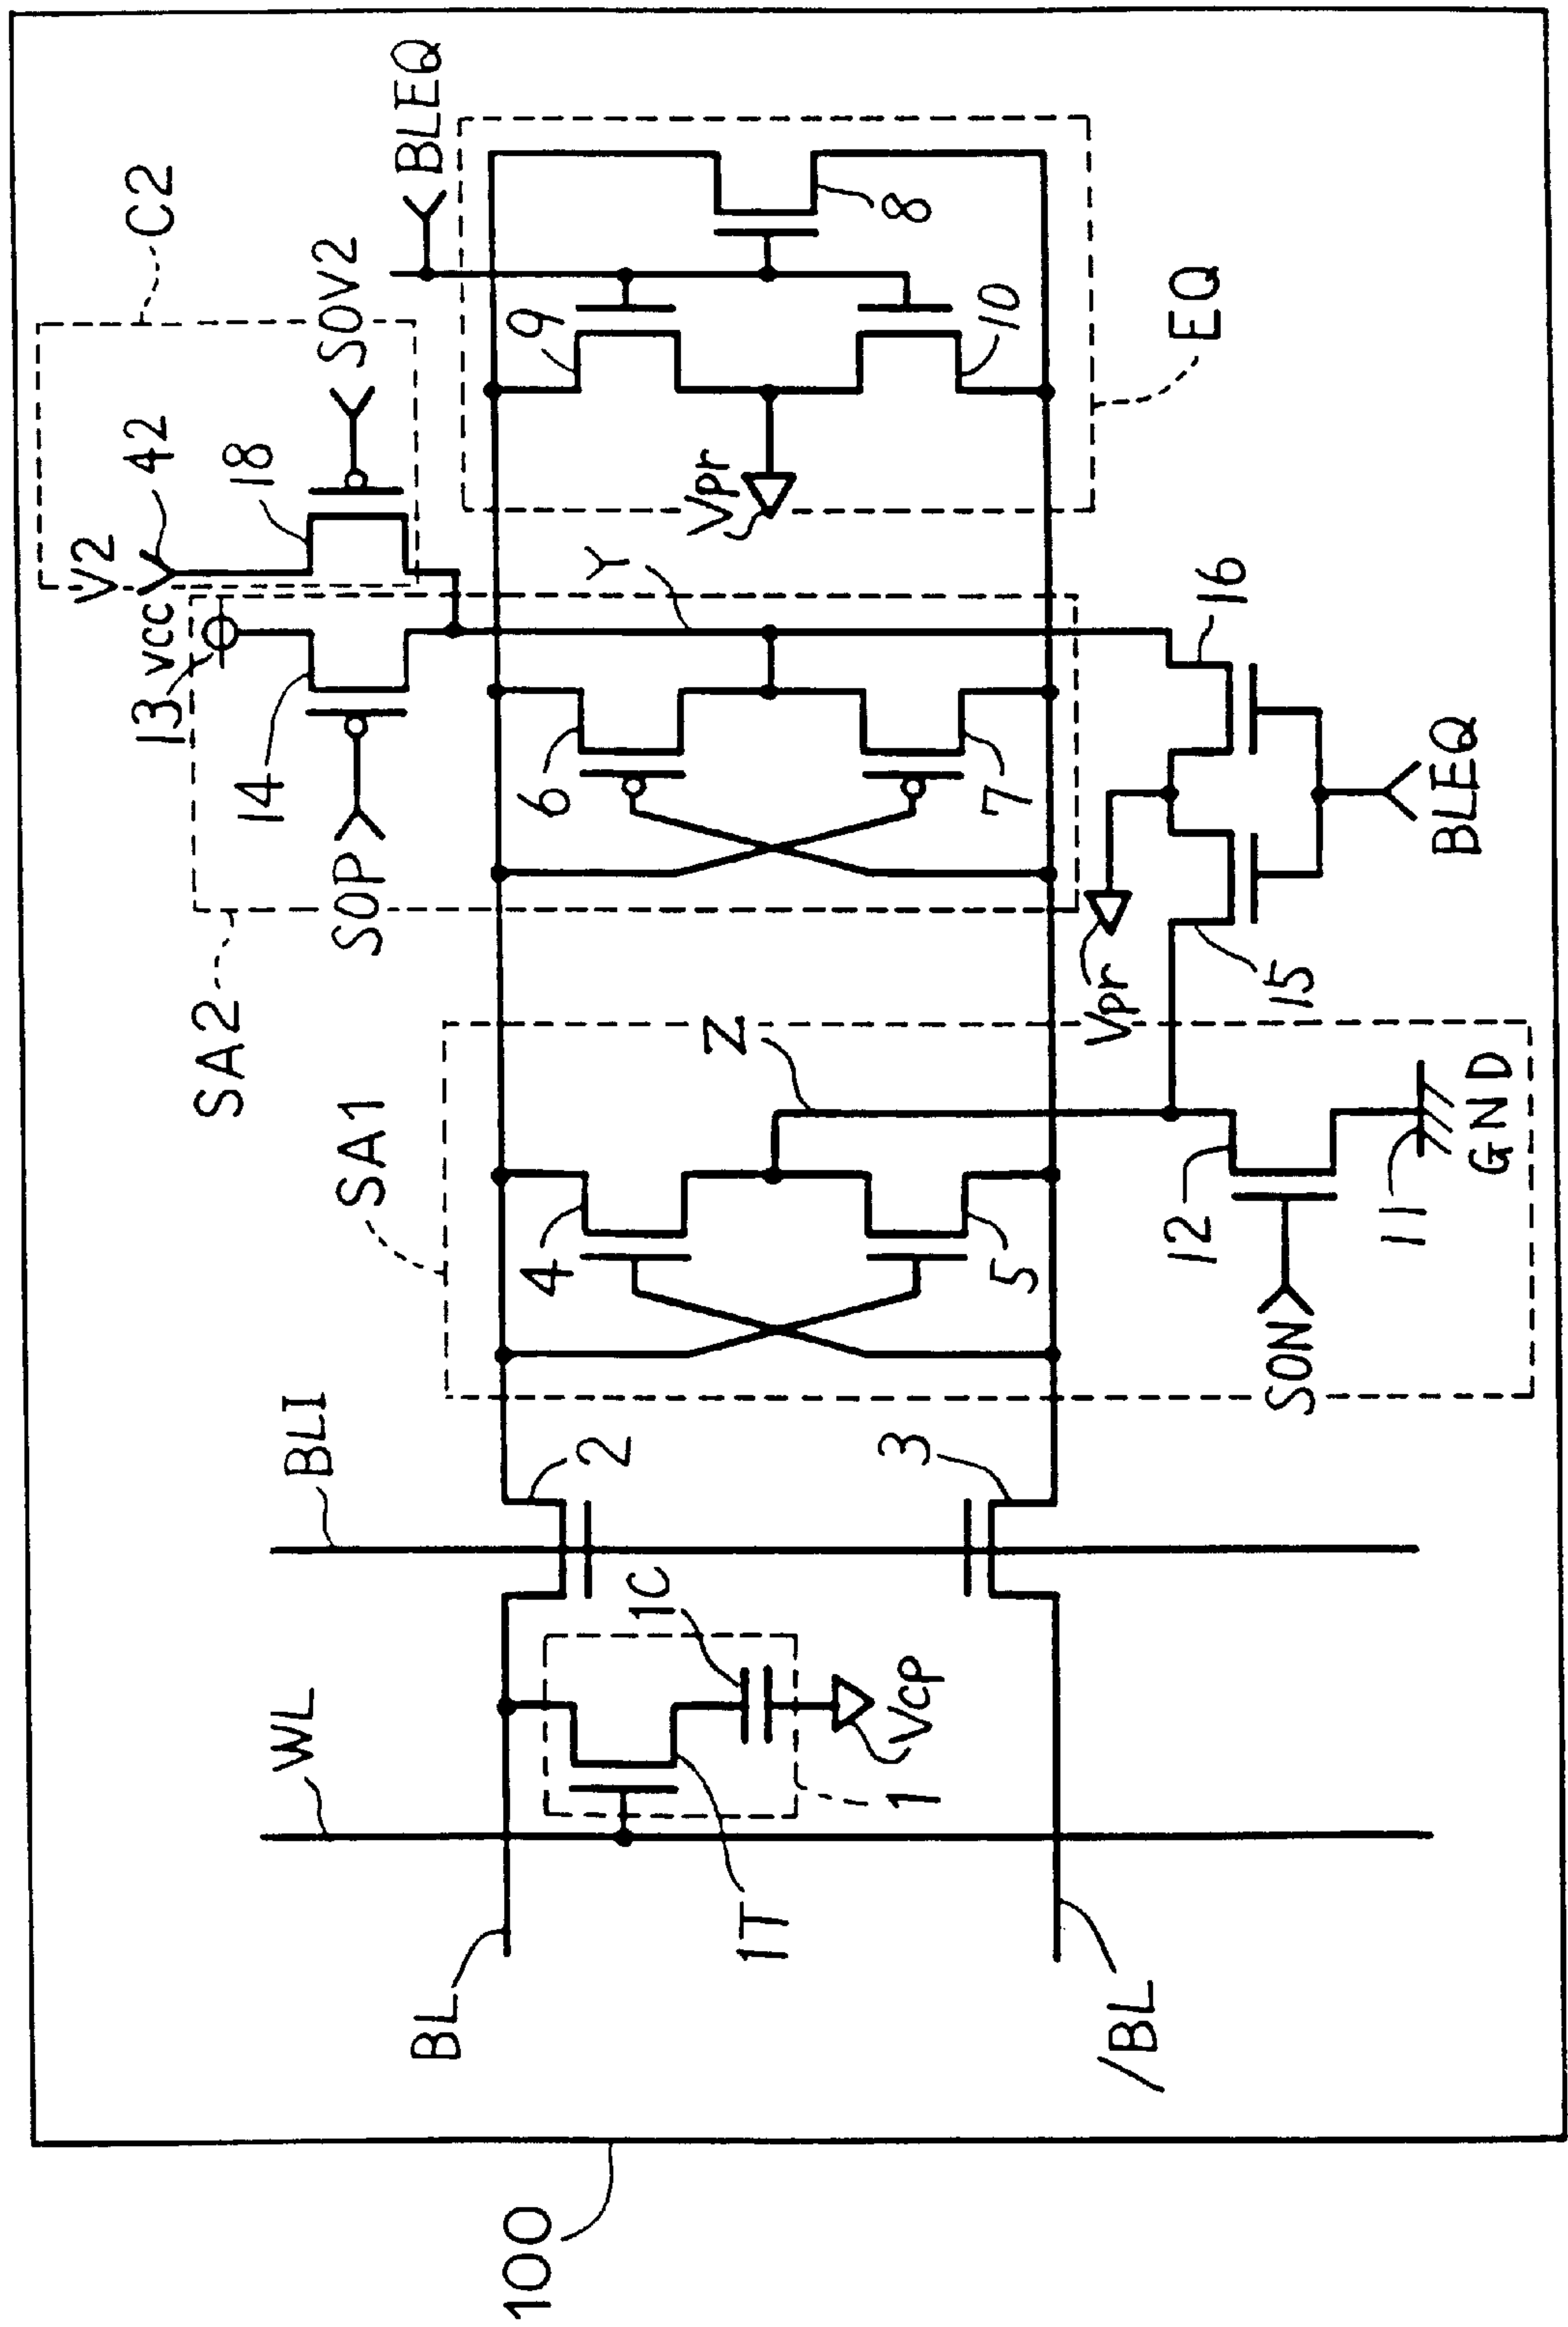 100
BL
/BL
WL
1T
1
Vcp
1C
BLI
2
3
SA1
4
5
Z
SON
12
11
GND
SA2
SOP
14
13
Vcc
6
7
Y
Vpr
15
16
BLEQ
V2
42
18
SOV2
C2
Vpr
9
10
8
BLEQ
EQ